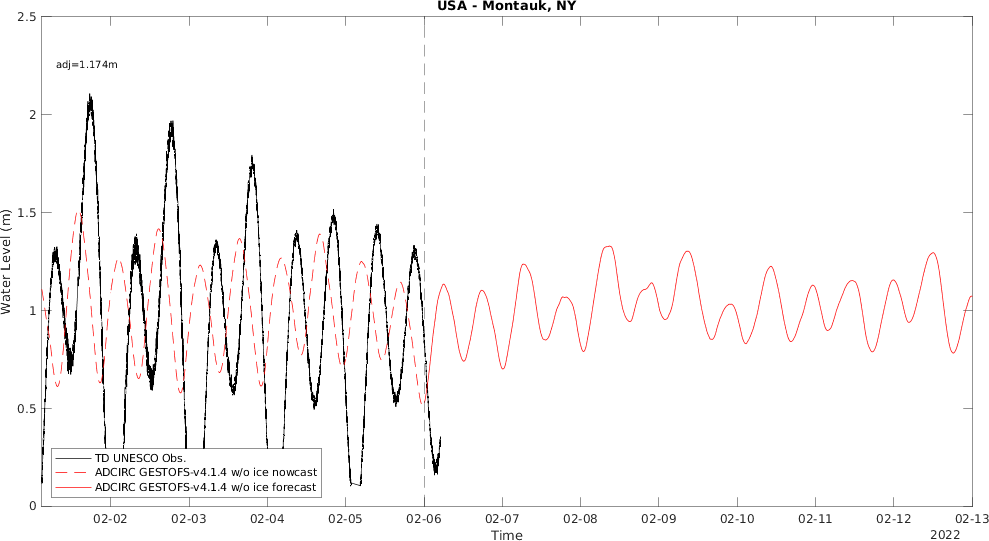 USA - Montauk, NY
2.5
adj=1.174m
2
1.5
Water Level (m)
1
0.5
TD UNESCO Obs.
ADCIRC GESTOFS-v4.1.4 w/o ice nowcast
ADCIRC GESTOFS-v4.1.4 w/o ice forecast
0
02-02 02-03 02-04 02-05 02-06 02-07 02-08 02-09 02-10 02-11 02-12 02-13
Time
2022